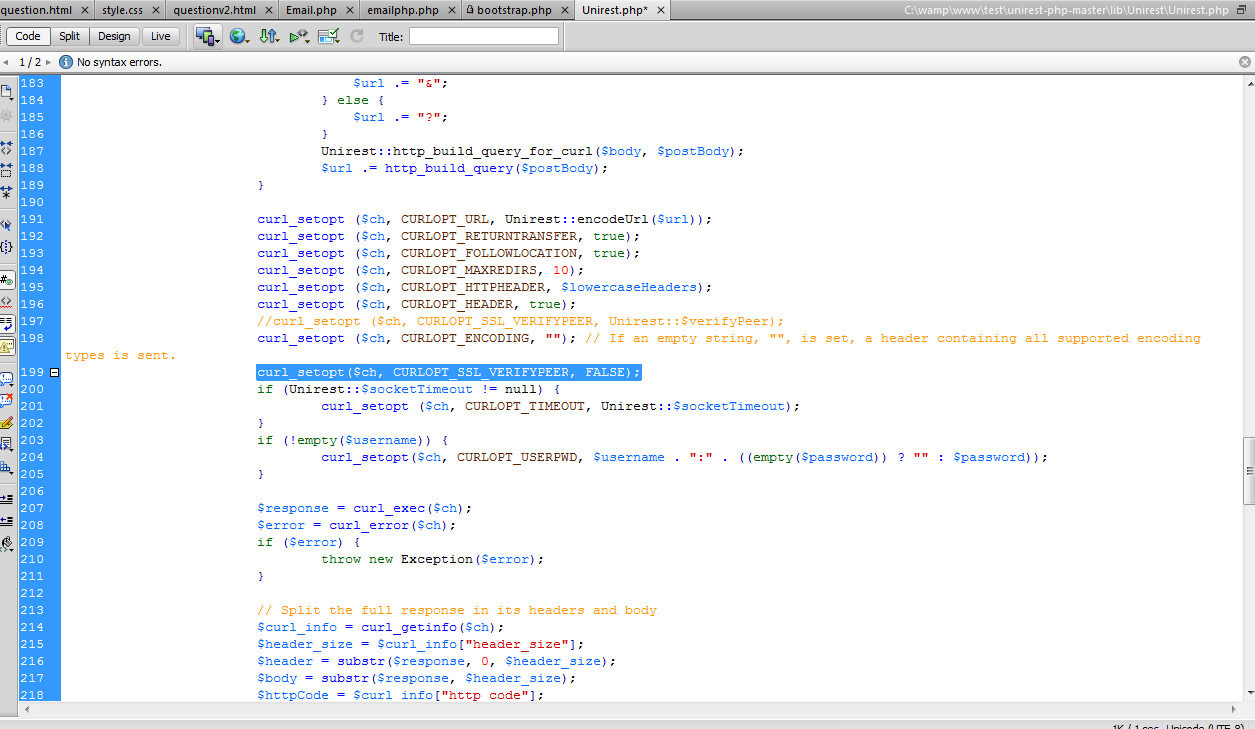 question.html × style.css × questionv2.html × Email.php × emailphp.php × bootstrap.php × Unirest.php* × C:\wamp\www\test\unirest-php-master\lib\Unirest\Unirest.php
Code Split Design Live Title:
1 / 2 No syntax errors.
183 $url .= "&";
184 } else {
185 $url .= "?";
186 }
187 Unirest::http_build_query_for_curl($body, $postBody);
188 $url .= http_build_query($postBody);
189 }
190
191 curl_setopt ($ch, CURLOPT_URL, Unirest::encodeUrl($url));
192 curl_setopt ($ch, CURLOPT_RETURNTRANSFER, true);
193 curl_setopt ($ch, CURLOPT_FOLLOWLOCATION, true);
194 curl_setopt ($ch, CURLOPT_MAXREDIRS, 10);
195 curl_setopt ($ch, CURLOPT_HTTPHEADER, $lowercaseHeaders);
196 curl_setopt ($ch, CURLOPT_HEADER, true);
197 //curl_setopt ($ch, CURLOPT_SSL_VERIFYPEER, Unirest::$verifyPeer);
198 curl_setopt ($ch, CURLOPT_ENCODING, ""); // If an empty string, "", is set, a header containing all supported encoding
types is sent.
199 curl_setopt($ch, CURLOPT_SSL_VERIFYPEER, FALSE);
200 if (Unirest::$socketTimeout != null) {
201 curl_setopt ($ch, CURLOPT_TIMEOUT, Unirest::$socketTimeout);
202 }
203 if (!empty($username)) {
204 curl_setopt($ch, CURLOPT_USERPWD, $username . ":" . ((empty($password)) ? "" : $password));
205 }
206
207 $response = curl_exec($ch);
208 $error = curl_error($ch);
209 if ($error) {
210 throw new Exception($error);
211 }
212
213 // Split the full response in its headers and body
214 $curl_info = curl_getinfo($ch);
215 $header_size = $curl_info["header_size"];
216 $header = substr($response, 0, $header_size);
217 $body = substr($response, $header_size);
218 $httpCode = $curl_info["http_code"];
1K / 1 sec Unicode (UTF-8)